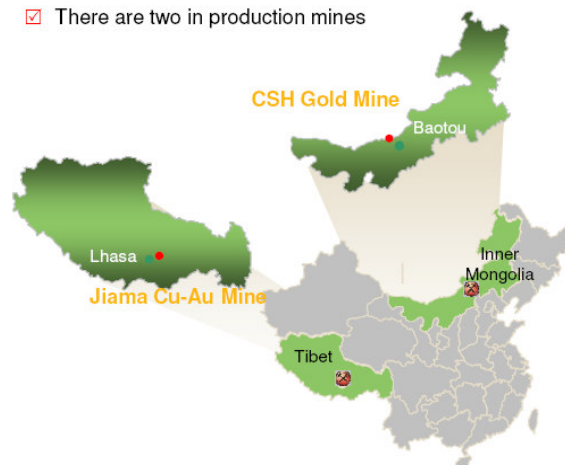 There are two in production mines
CSH Gold Mine
Baotou
Lhasa
Jiama Cu-Au Mine
Inner
Mongolia
Tibet